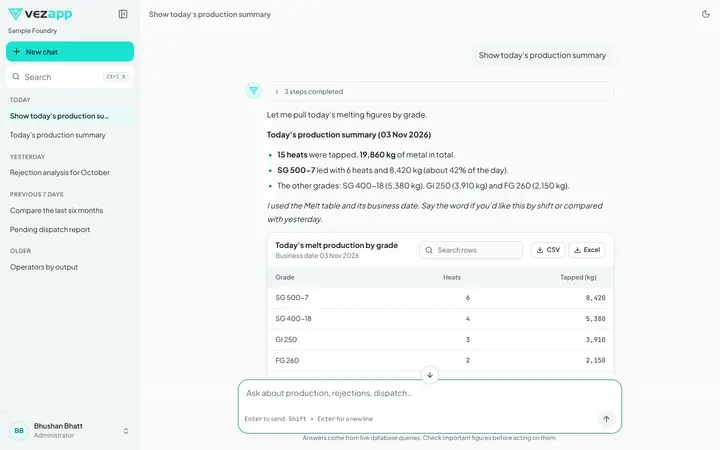 vezapp
Sample Foundry
New chat
Search
Ctrl K
TODAY
Show today's production su...
Today's production summary
YESTERDAY
Rejection analysis for October
PREVIOUS 7 DAYS
Compare the last six months
Pending dispatch report
OLDER
Operators by output
BB
Bhushan Bhatt
Administrator
Show today's production summary
Show today's production summary
3 steps completed
Let me pull today's melting figures by grade.
Today's production summary (03 Nov 2026)
• 15 heats were tapped, 19,860 kg of metal in total.
• SG 500-7 led with 6 heats and 8,420 kg (about 42% of the day).
• The other grades: SG 400-18 (5,380 kg), GI 250 (3,910 kg) and FG 260 (2,150 kg).
I used the Melt table and its business date. Say the word if you'd like this by shift or compared
with yesterday.
Today's melt production by grade
Business date 03 Nov 2026
Search rows
CSV
Excel
Grade Heats Tapped (kg)
SG 500-7 6 8,420
SG 400-18 4 5,380
GI 250 3 3,910
FG 260 2 2,150
Ask about production, rejections, dispatch...
Enter to send Shift + Enter for a new line
Answers come from live database queries. Check important figures before acting on them.